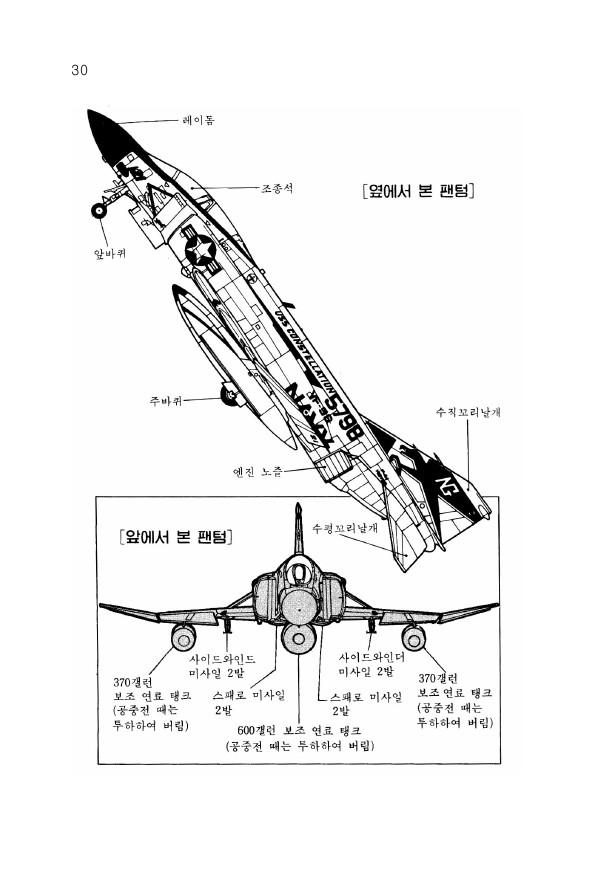 30
레이돔
조종석
[옆에서 본 팬텀]
앞바퀴
USS CONSTELLATION
NAVY
VF-96
5798
주바퀴
수직꼬리날개
NG
엔진 노즐
[앞에서 본 팬텀]
수평꼬리날개
사이드와인드
미사일 2발
사이드와인더
미사일 2발
370갤런
보조 연료 탱크
(공중전 때는
투하하여 버림)
스패로 미사일
2발
스패로 미사일
2발
370갤런
보조 연료 탱크
(공중전 때는
투하하여 버림)
600갤런 보조 연료 탱크
(공중전 때는 투하하여 버림)